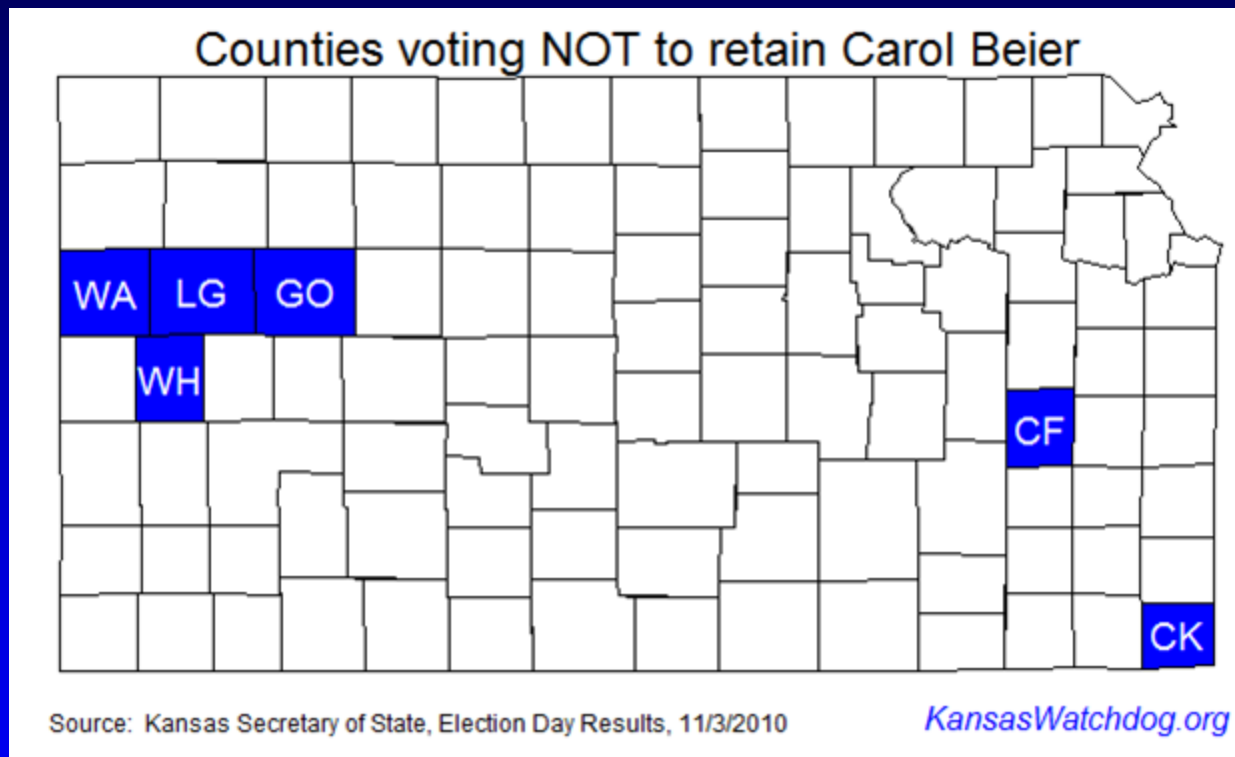 Counties voting NOT to retain Carol Beier
WA LG GO
WH
CF
CK
Source: Kansas Secretary of State, Election Day Results, 11/3/2010
KansasWatchdog.org